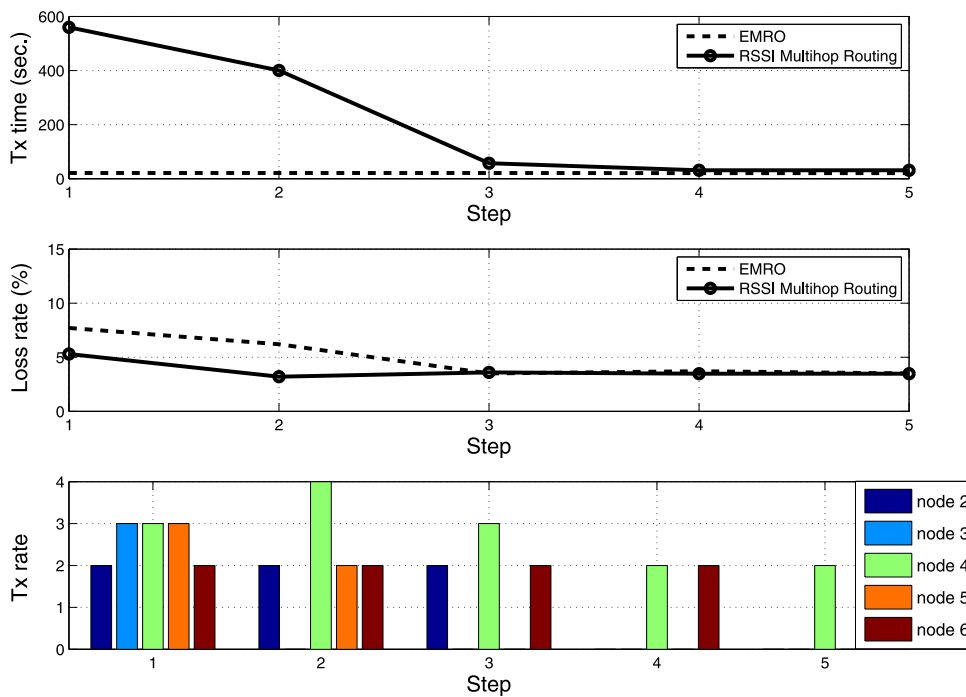 Tx time (sec.)
600
400
200
0
1 2 3 4 5
Step
EMRO
RSSI Multihop Routing
Loss rate (%)
15
10
5
0
1 2 3 4 5
Step
EMRO
RSSI Multihop Routing
Tx rate
4
3
2
1
0
1 2 3 4 5
Step
node 2
node 3
node 4
node 5
node 6